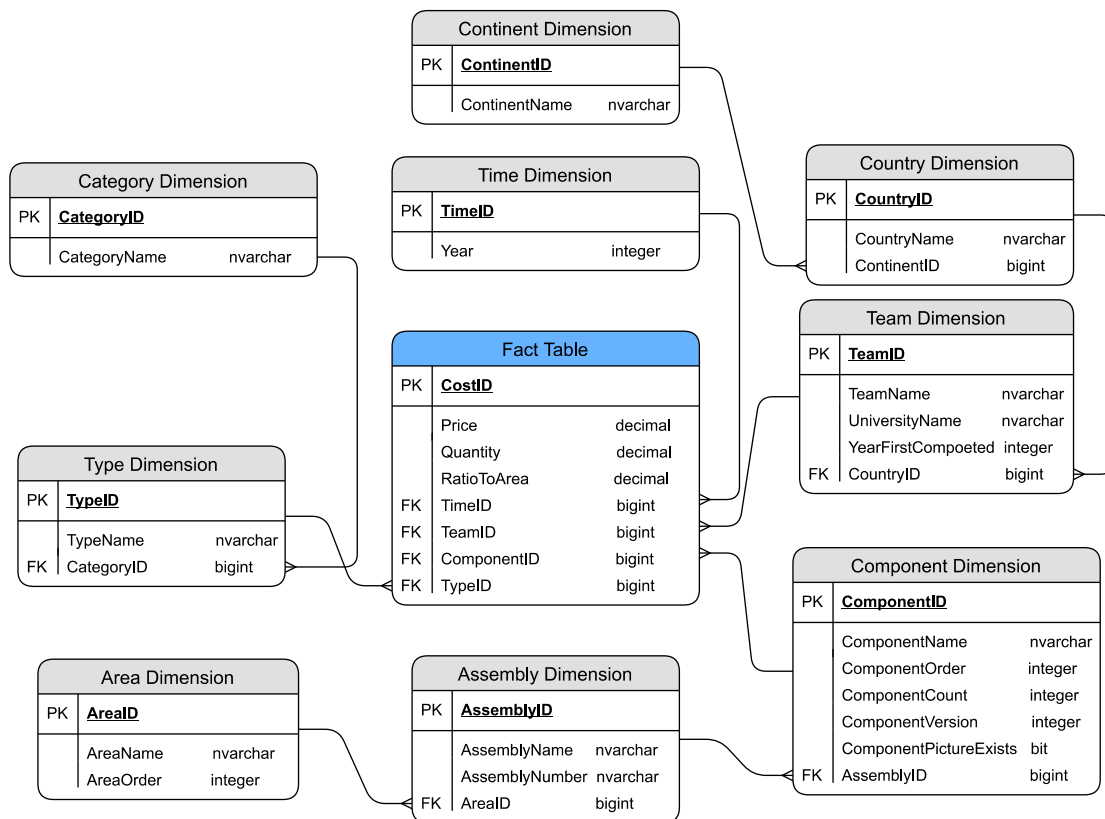 Continent Dimension
PK ContinentID
ContinentName nvarchar
Category Dimension
PK CategoryID
CategoryName nvarchar
Time Dimension
PK TimeID
Year integer
Country Dimension
PK CountryID
CountryName nvarchar
ContinentID bigint
Fact Table
PK CostID
Price decimal
Quantity decimal
RatioToArea decimal
FK TimeID bigint
FK TeamID bigint
FK ComponentID bigint
FK TypeID bigint
Team Dimension
PK TeamID
TeamName nvarchar
UniversityName nvarchar
YearFirstCompoeted integer
FK CountryID bigint
Type Dimension
PK TypeID
TypeName nvarchar
FK CategoryID bigint
Component Dimension
PK ComponentID
ComponentName nvarchar
ComponentOrder integer
ComponentCount integer
ComponentVersion integer
ComponentPictureExists bit
FK AssemblyID bigint
Area Dimension
PK AreaID
AreaName nvarchar
AreaOrder integer
Assembly Dimension
PK AssemblyID
AssemblyName nvarchar
AssemblyNumber nvarchar
FK AreaID bigint